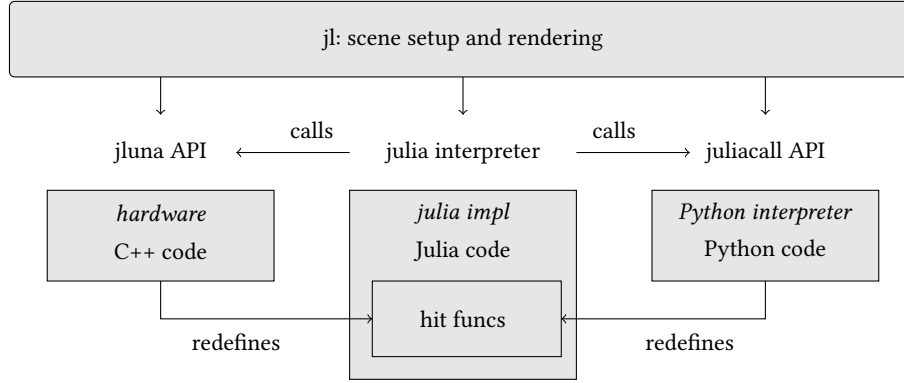 jl: scene setup and rendering
calls
calls
jluna API
julia interpreter
juliacall API
hardware
C++ code
julia impl
Julia code
Python interpreter
Python code
hit funcs
redefines
redefines